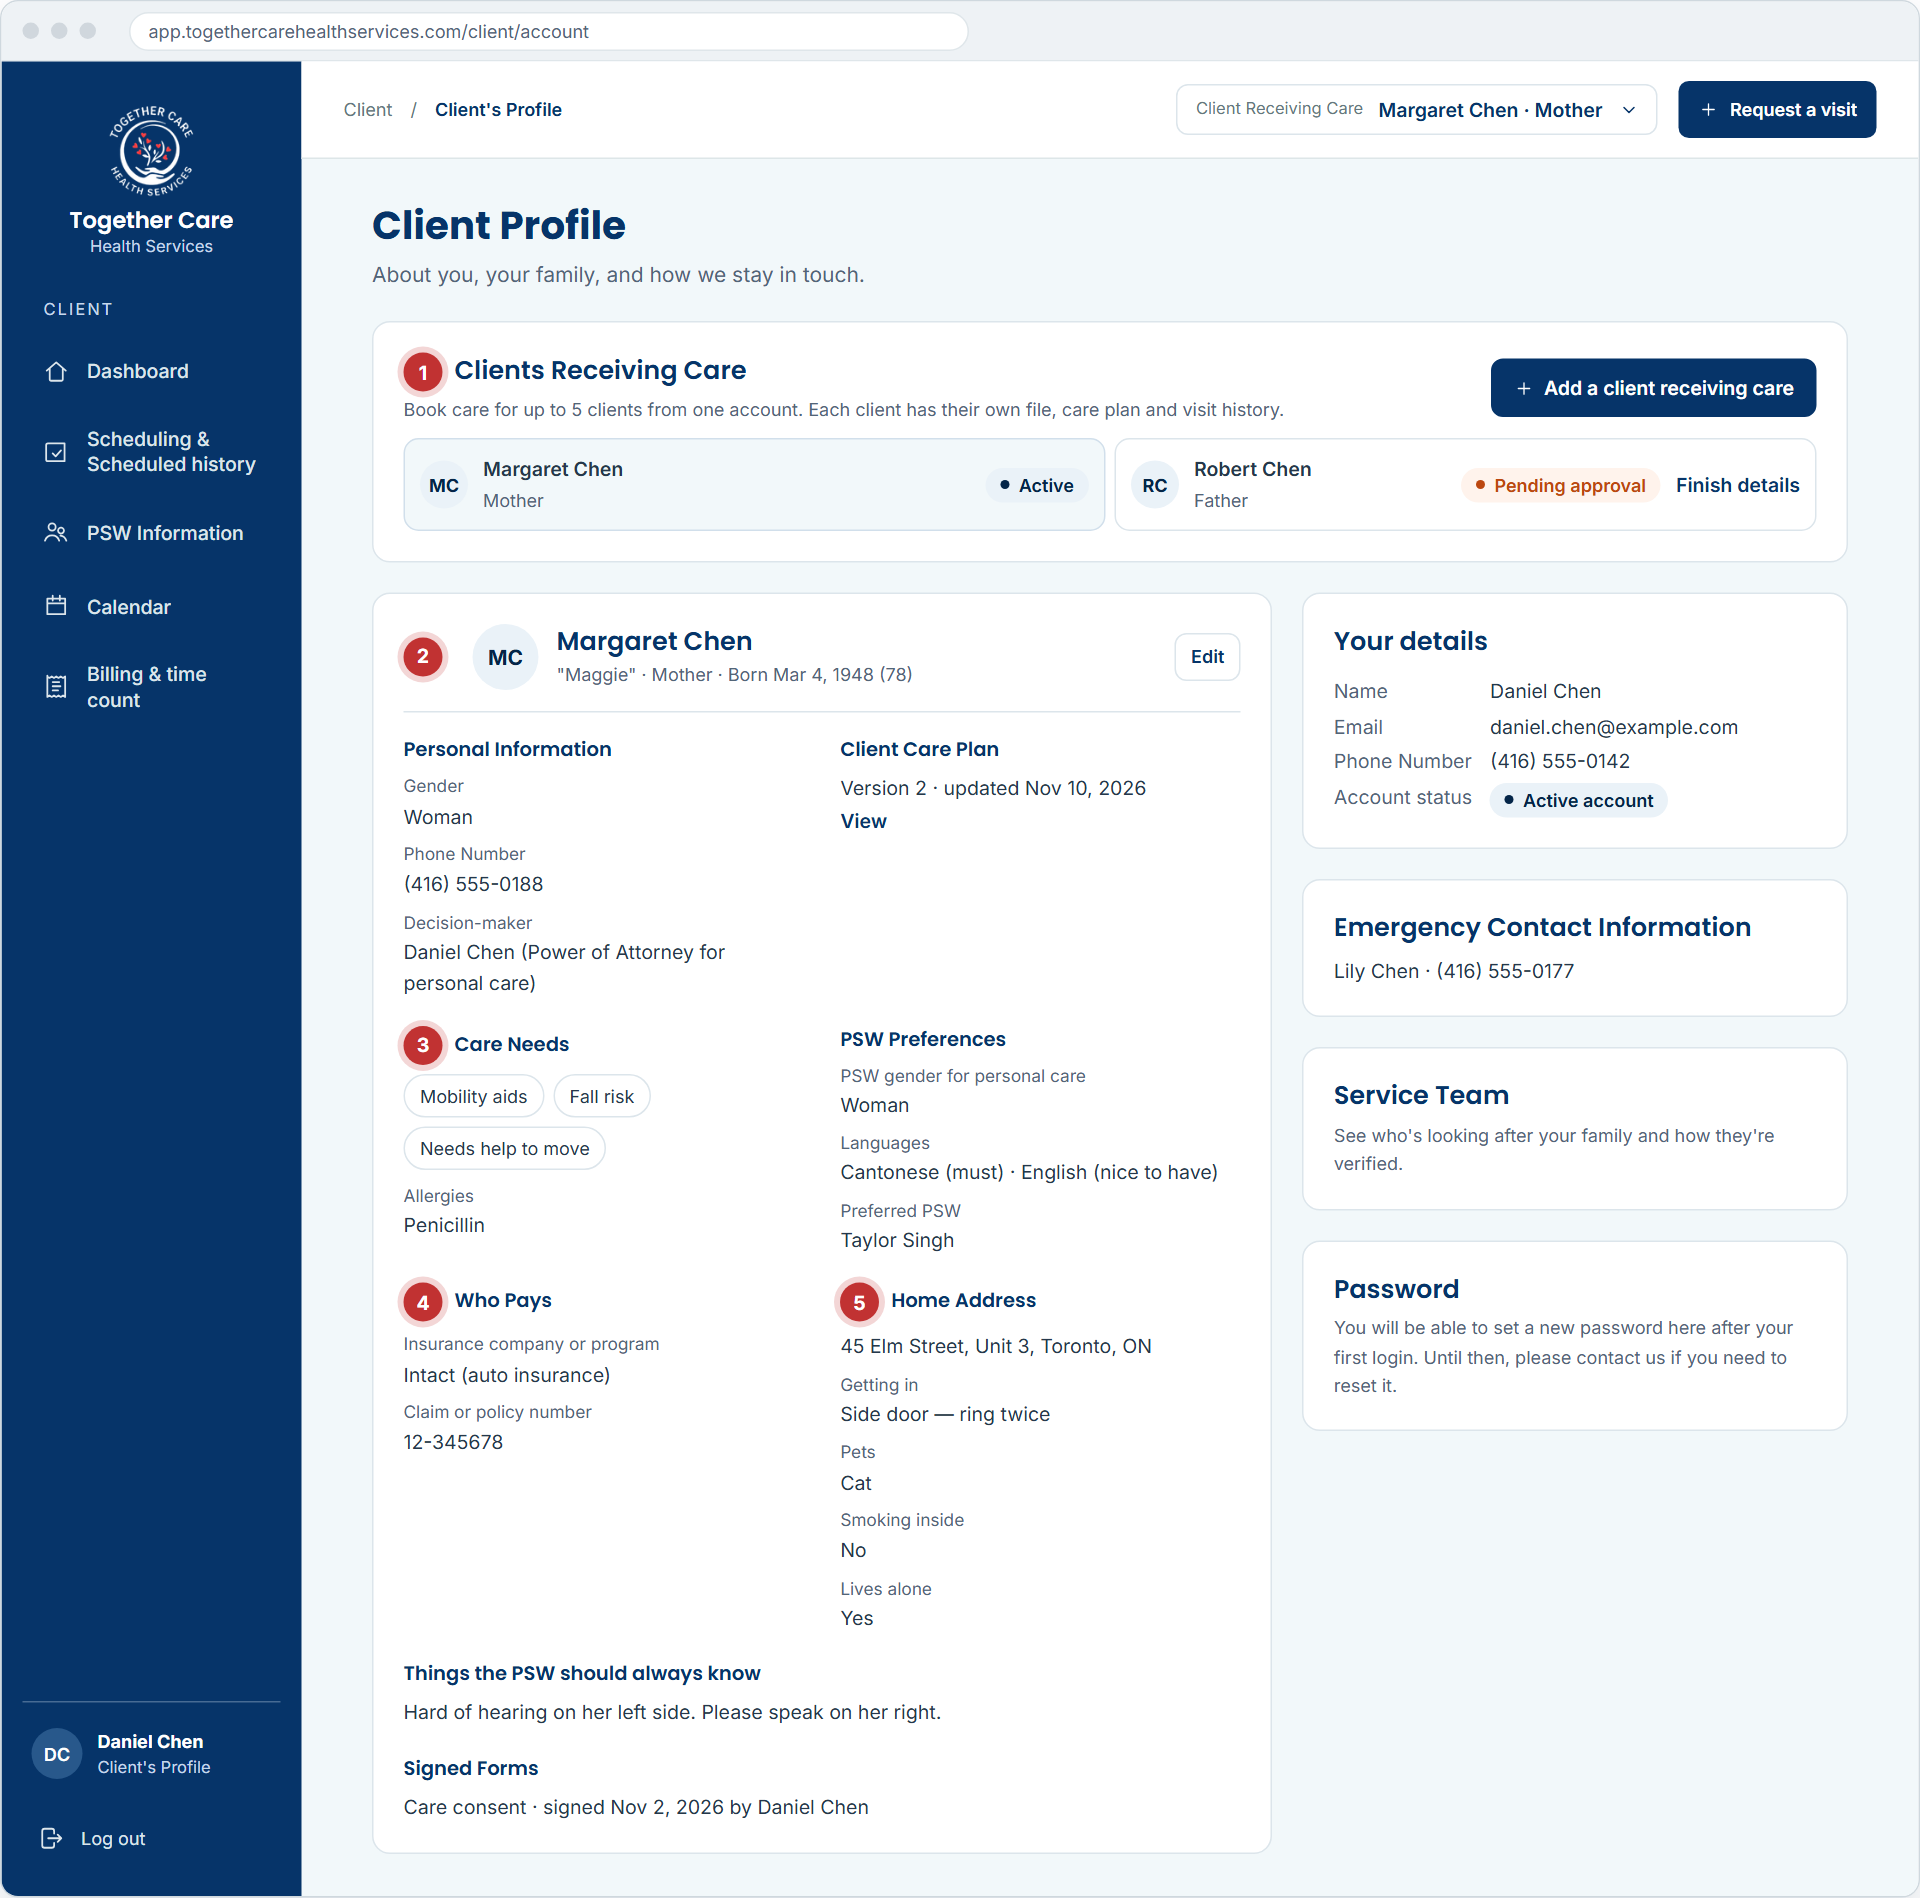 app.togethercarehealthservices.com/client/account
TOGETHER CARE
HEALTH SERVICES
Together Care
Health Services
CLIENT
Dashboard
Scheduling &
Scheduled history
PSW Information
Calendar
Billing & time
count
DC
Daniel Chen
Client's Profile
Log out
Client / Client's Profile
Client Receiving Care Margaret Chen · Mother
+ Request a visit
Client Profile
About you, your family, and how we stay in touch.
1 Clients Receiving Care
Book care for up to 5 clients from one account. Each client has their own file, care plan and visit history.
+ Add a client receiving care
MC
Margaret Chen
Mother
Active
RC
Robert Chen
Father
Pending approval
Finish details
2
MC
Margaret Chen
"Maggie" · Mother · Born Mar 4, 1948 (78)
Edit
Personal Information
Gender
Woman
Phone Number
(416) 555-0188
Decision-maker
Daniel Chen (Power of Attorney for
personal care)
Client Care Plan
Version 2 · updated Nov 10, 2026
View
3 Care Needs
Mobility aids
Fall risk
Needs help to move
Allergies
Penicillin
PSW Preferences
PSW gender for personal care
Woman
Languages
Cantonese (must) · English (nice to have)
Preferred PSW
Taylor Singh
4 Who Pays
Insurance company or program
Intact (auto insurance)
Claim or policy number
12-345678
5 Home Address
45 Elm Street, Unit 3, Toronto, ON
Getting in
Side door — ring twice
Pets
Cat
Smoking inside
No
Lives alone
Yes
Things the PSW should always know
Hard of hearing on her left side. Please speak on her right.
Signed Forms
Care consent · signed Nov 2, 2026 by Daniel Chen
Your details
Name Daniel Chen
Email daniel.chen@example.com
Phone Number (416) 555-0142
Account status Active account
Emergency Contact Information
Lily Chen · (416) 555-0177
Service Team
See who's looking after your family and how they're
verified.
Password
You will be able to set a new password here after your
first login. Until then, please contact us if you need to
reset it.